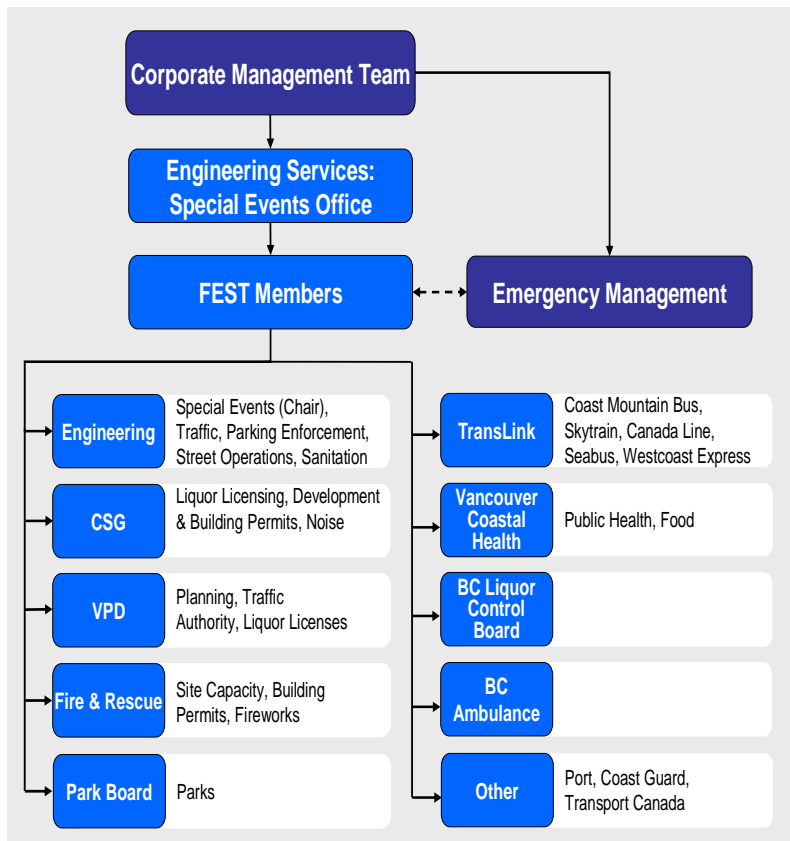 Corporate Management Team
Engineering Services:
Special Events Office
FEST Members
Emergency Management
Engineering
Special Events (Chair),
Traffic, Parking Enforcement,
Street Operations, Sanitation
CSG
Liquor Licensing, Development
& Building Permits, Noise
VPD
Planning, Traffic
Authority, Liquor Licenses
Fire & Rescue
Site Capacity, Building
Permits, Fireworks
Park Board
Parks
TransLink
Coast Mountain Bus,
Skytrain, Canada Line,
Seabus, Westcoast Express
Vancouver
Coastal
Health
Public Health, Food
BC Liquor
Control
Board
BC
Ambulance
Other
Port, Coast Guard,
Transport Canada